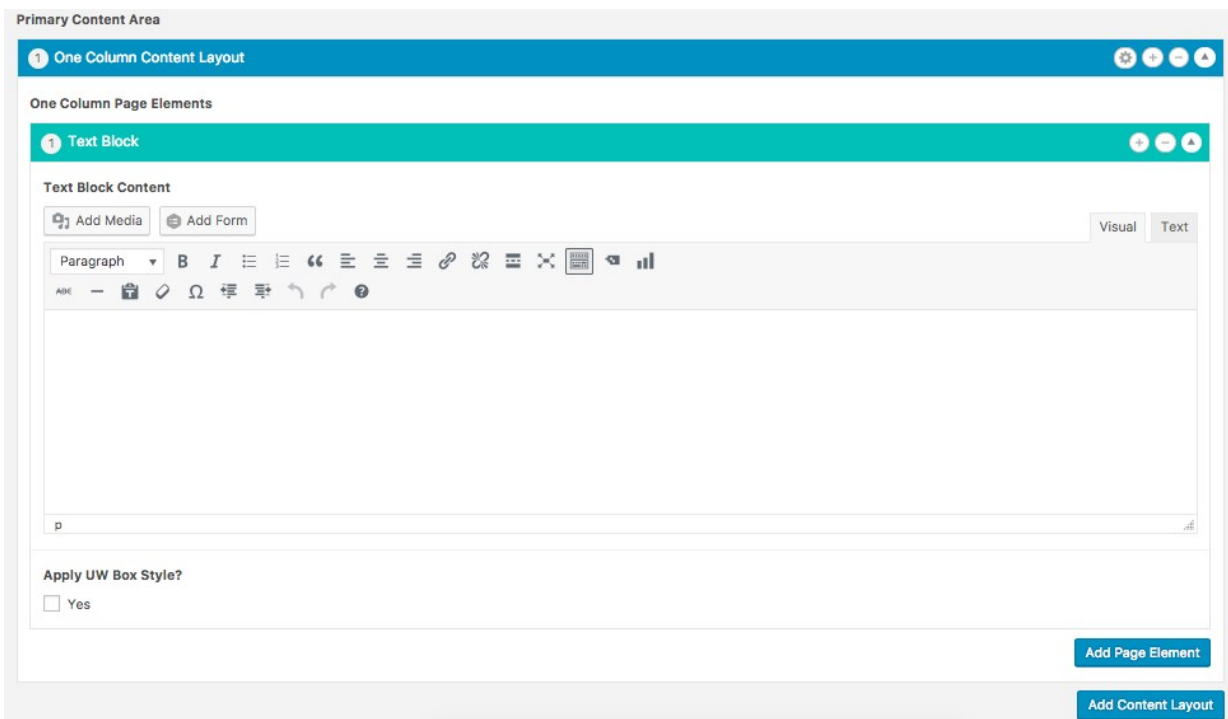 Primary Content Area
1 One Column Content Layout
One Column Page Elements
1 Text Block
Text Block Content
Add Media Add Form
Visual Text
Paragraph B I “ Ω
ABC
p
Apply UW Box Style?
Yes
Add Page Element
Add Content Layout